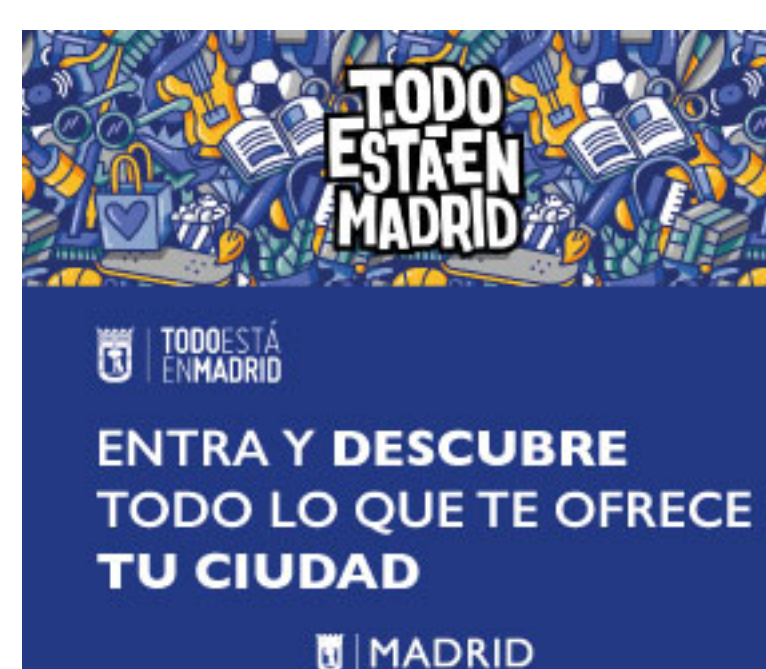 TODO
ESTÁ EN
MADRID
TODOESTÁ
ENMADRID
ENTRA Y DESCUBRE
TODO LO QUE TE OFRECE
TU CIUDAD
MADRID